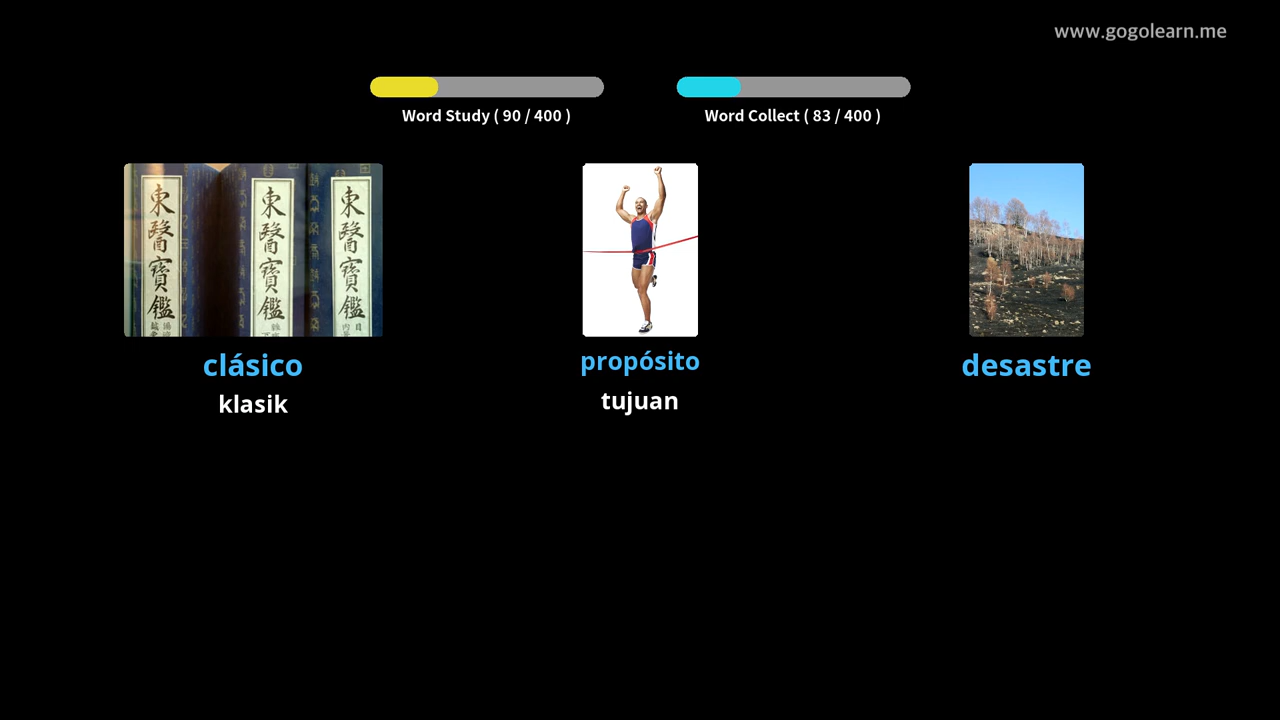 www.gogolearn.me
Word Study ( 90 / 400 )
Word Collect ( 83 / 400 )
東醫寶鑑
東醫寶鑑
東醫寶鑑
clásico
propósito
desastre
klasik
tujuan